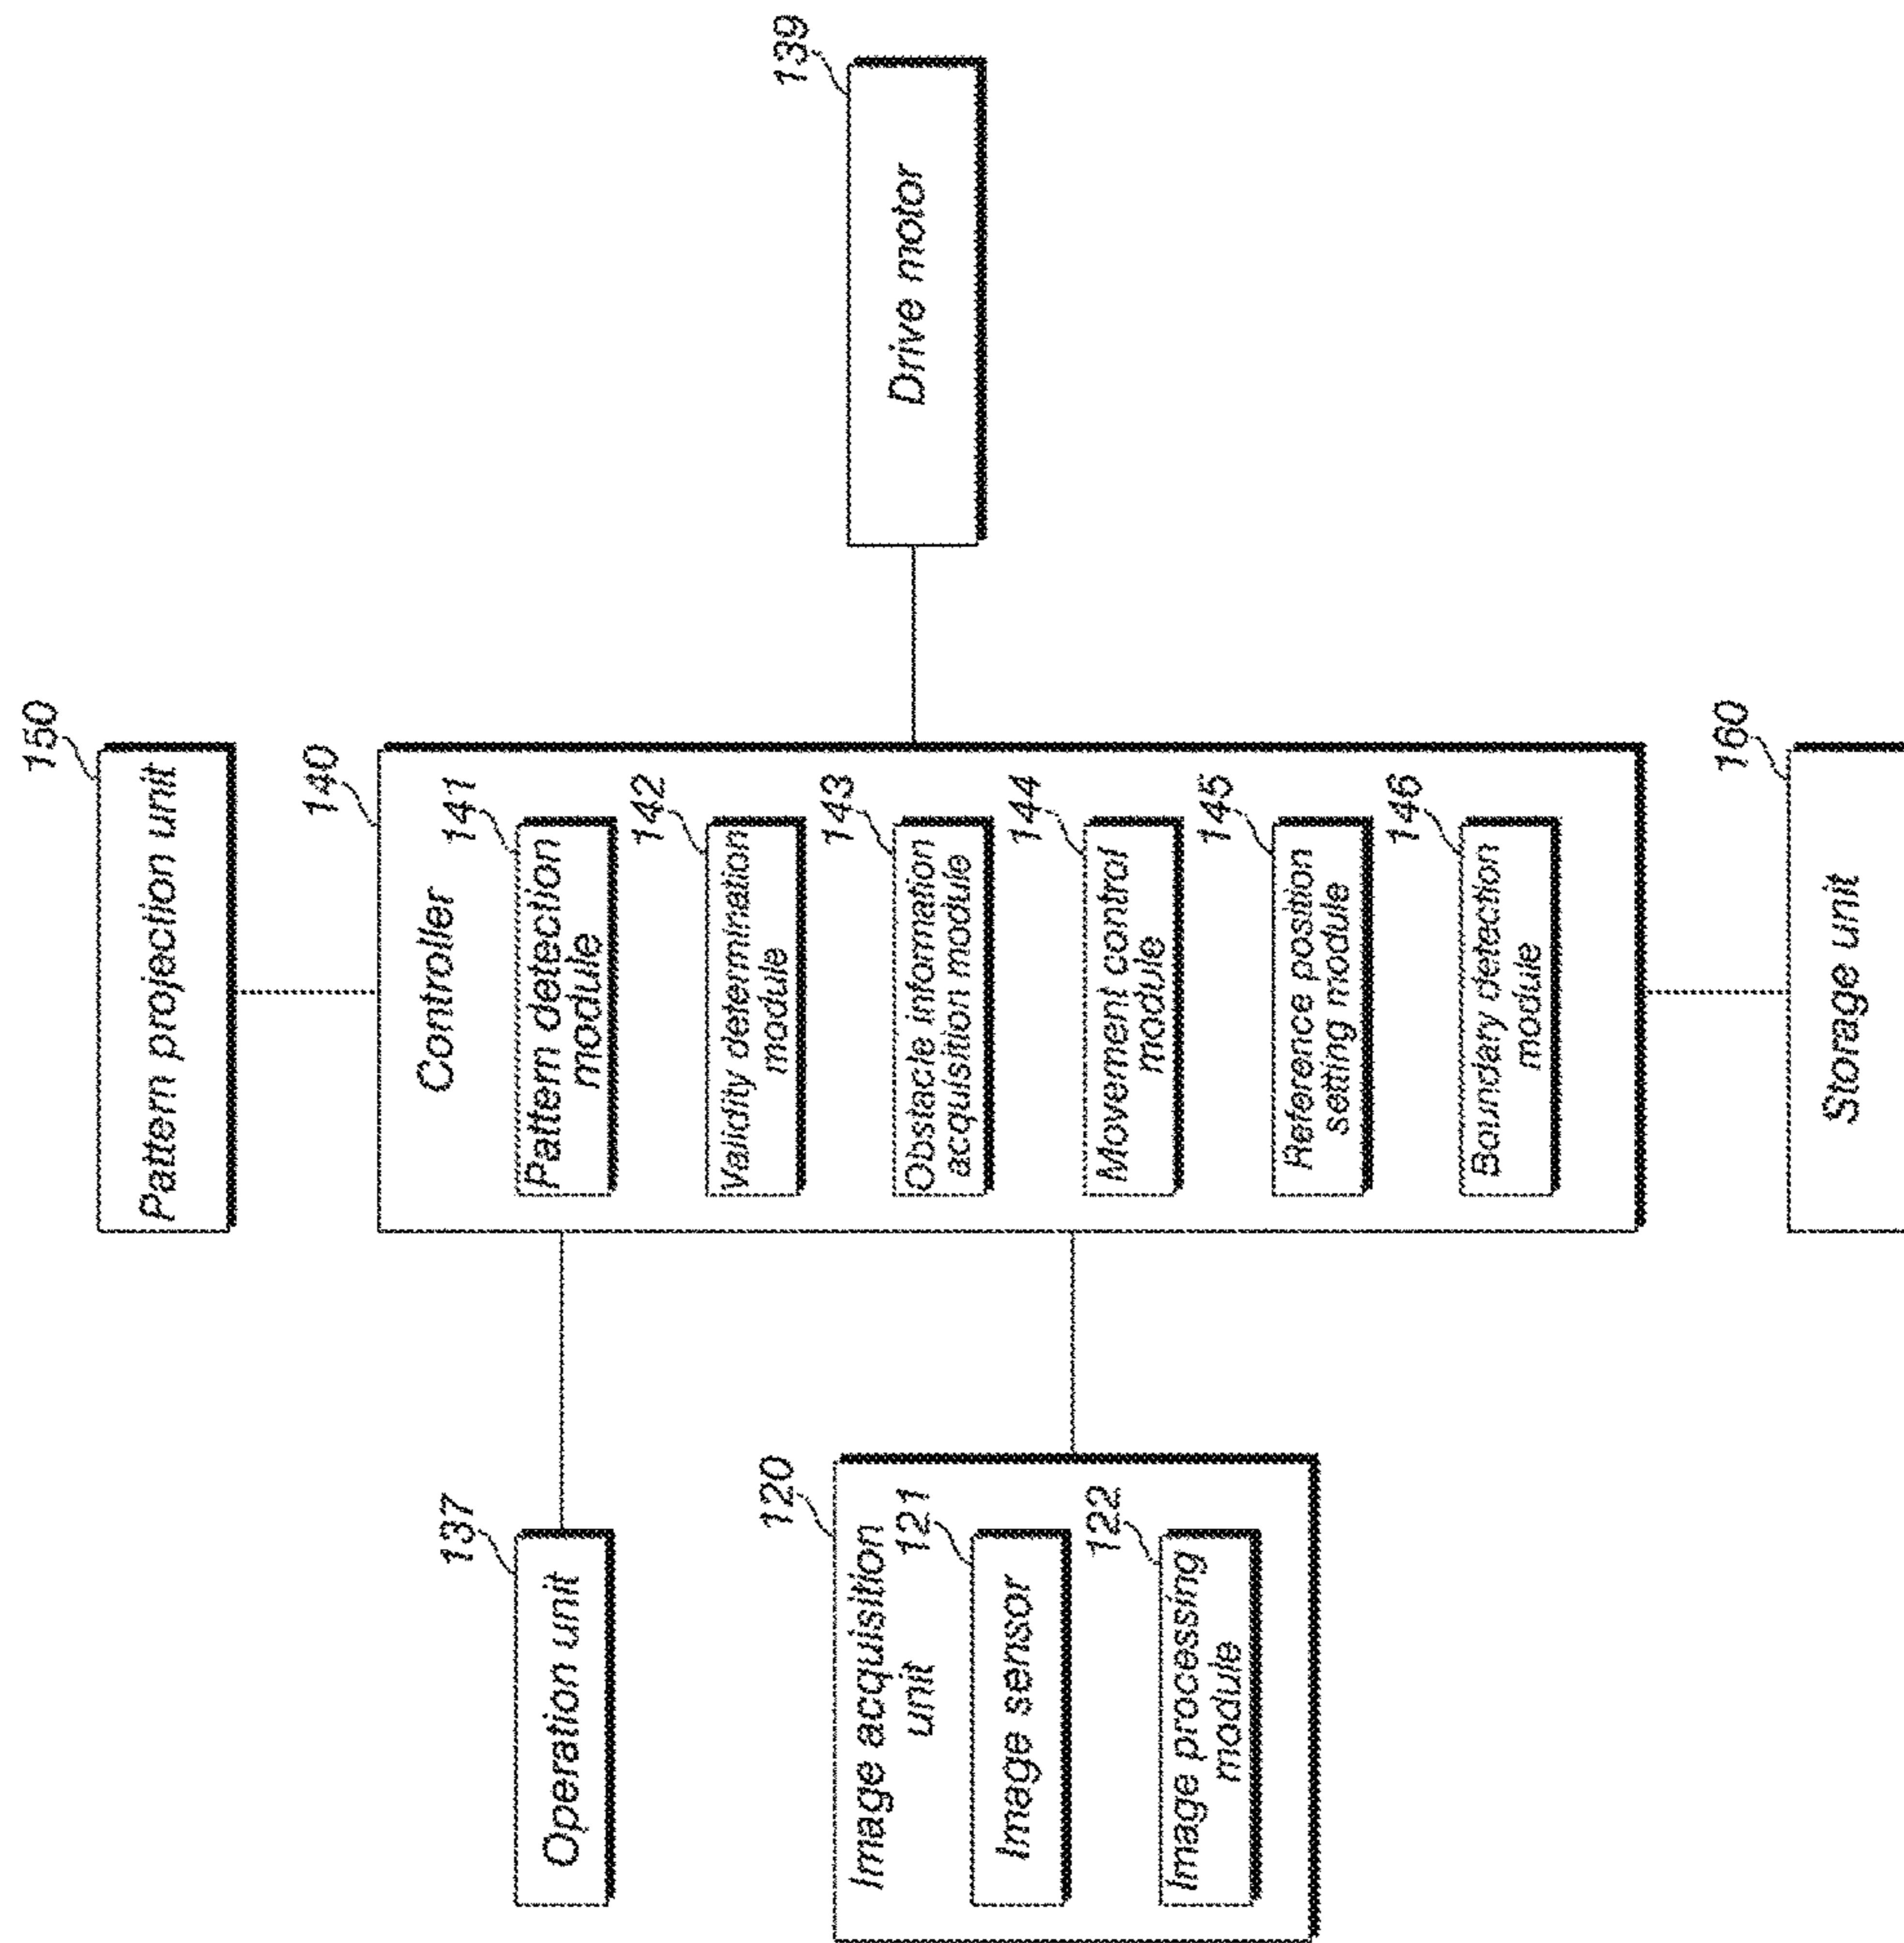 150
Pattern projection unit
140
Controller
141
Pattern detection
module
142
Validity determination
module
143
Obstacle information
acquisition module
144
Movement control
module
145
Reference position
setting module
146
Boundary detection
module
137
Operation unit
120
Image acquisition
unit
121
Image sensor
122
Image processing
module
139
Drive motor
160
Storage unit